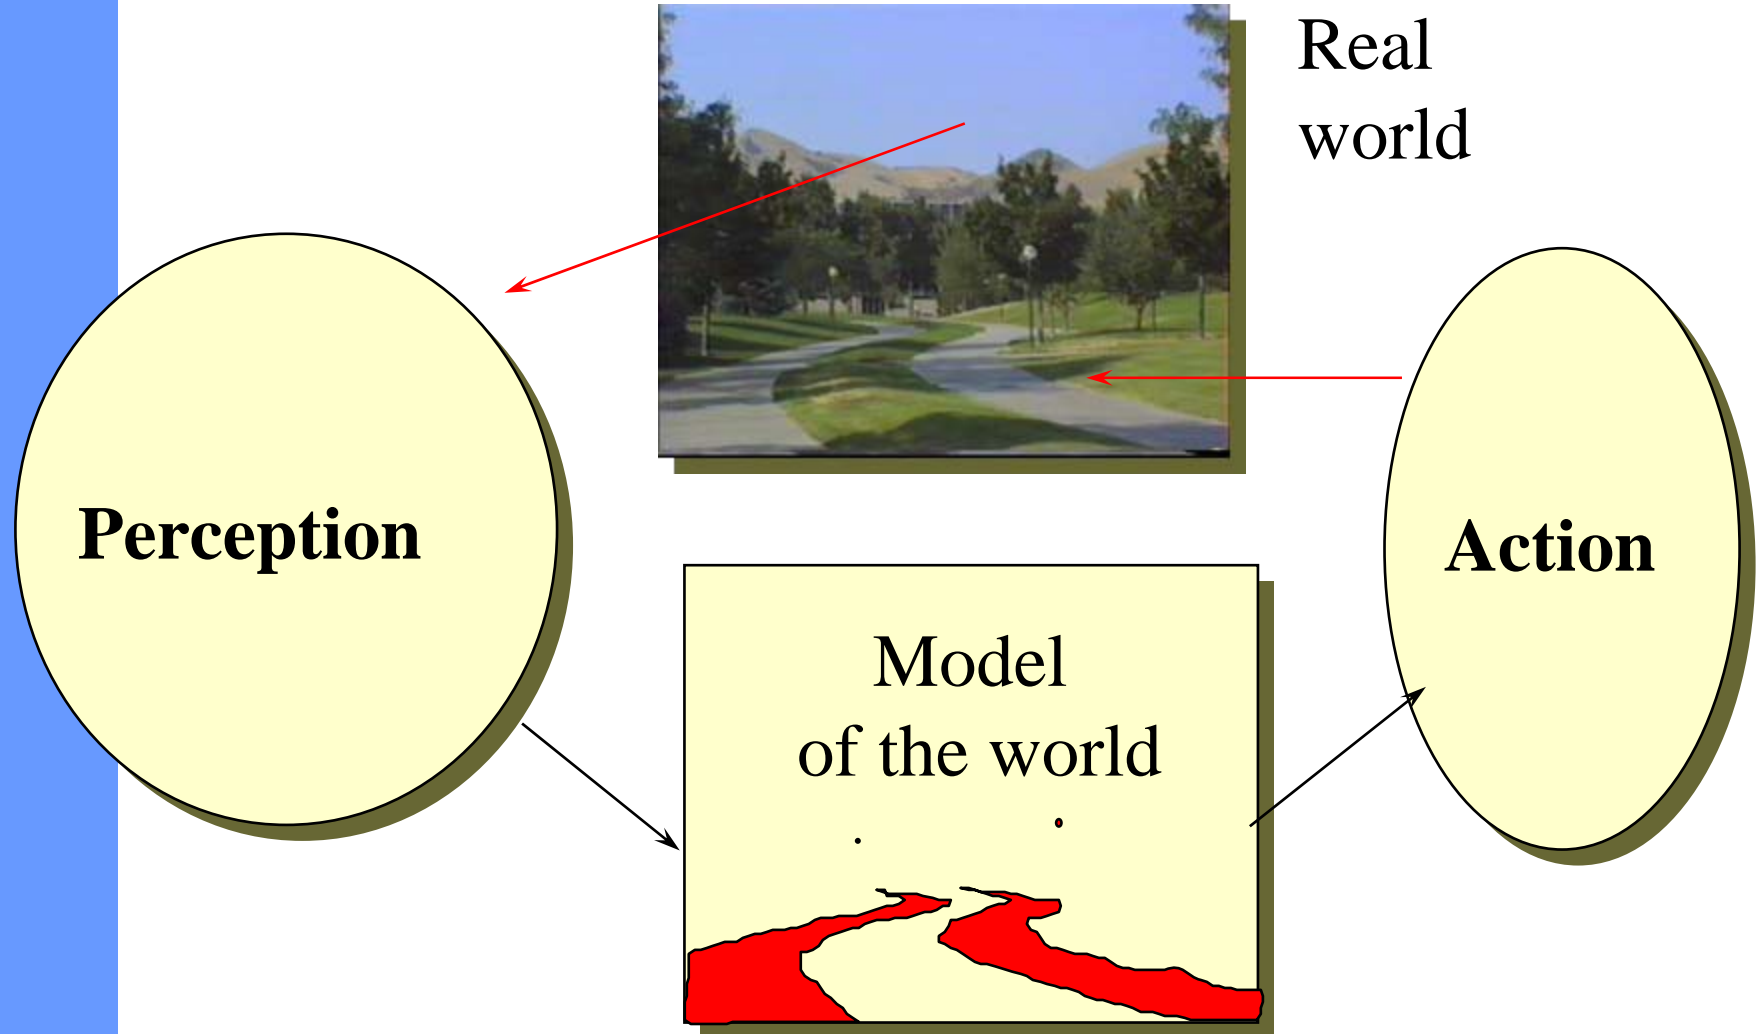 Real
world
Perception
Action
Model
of the world